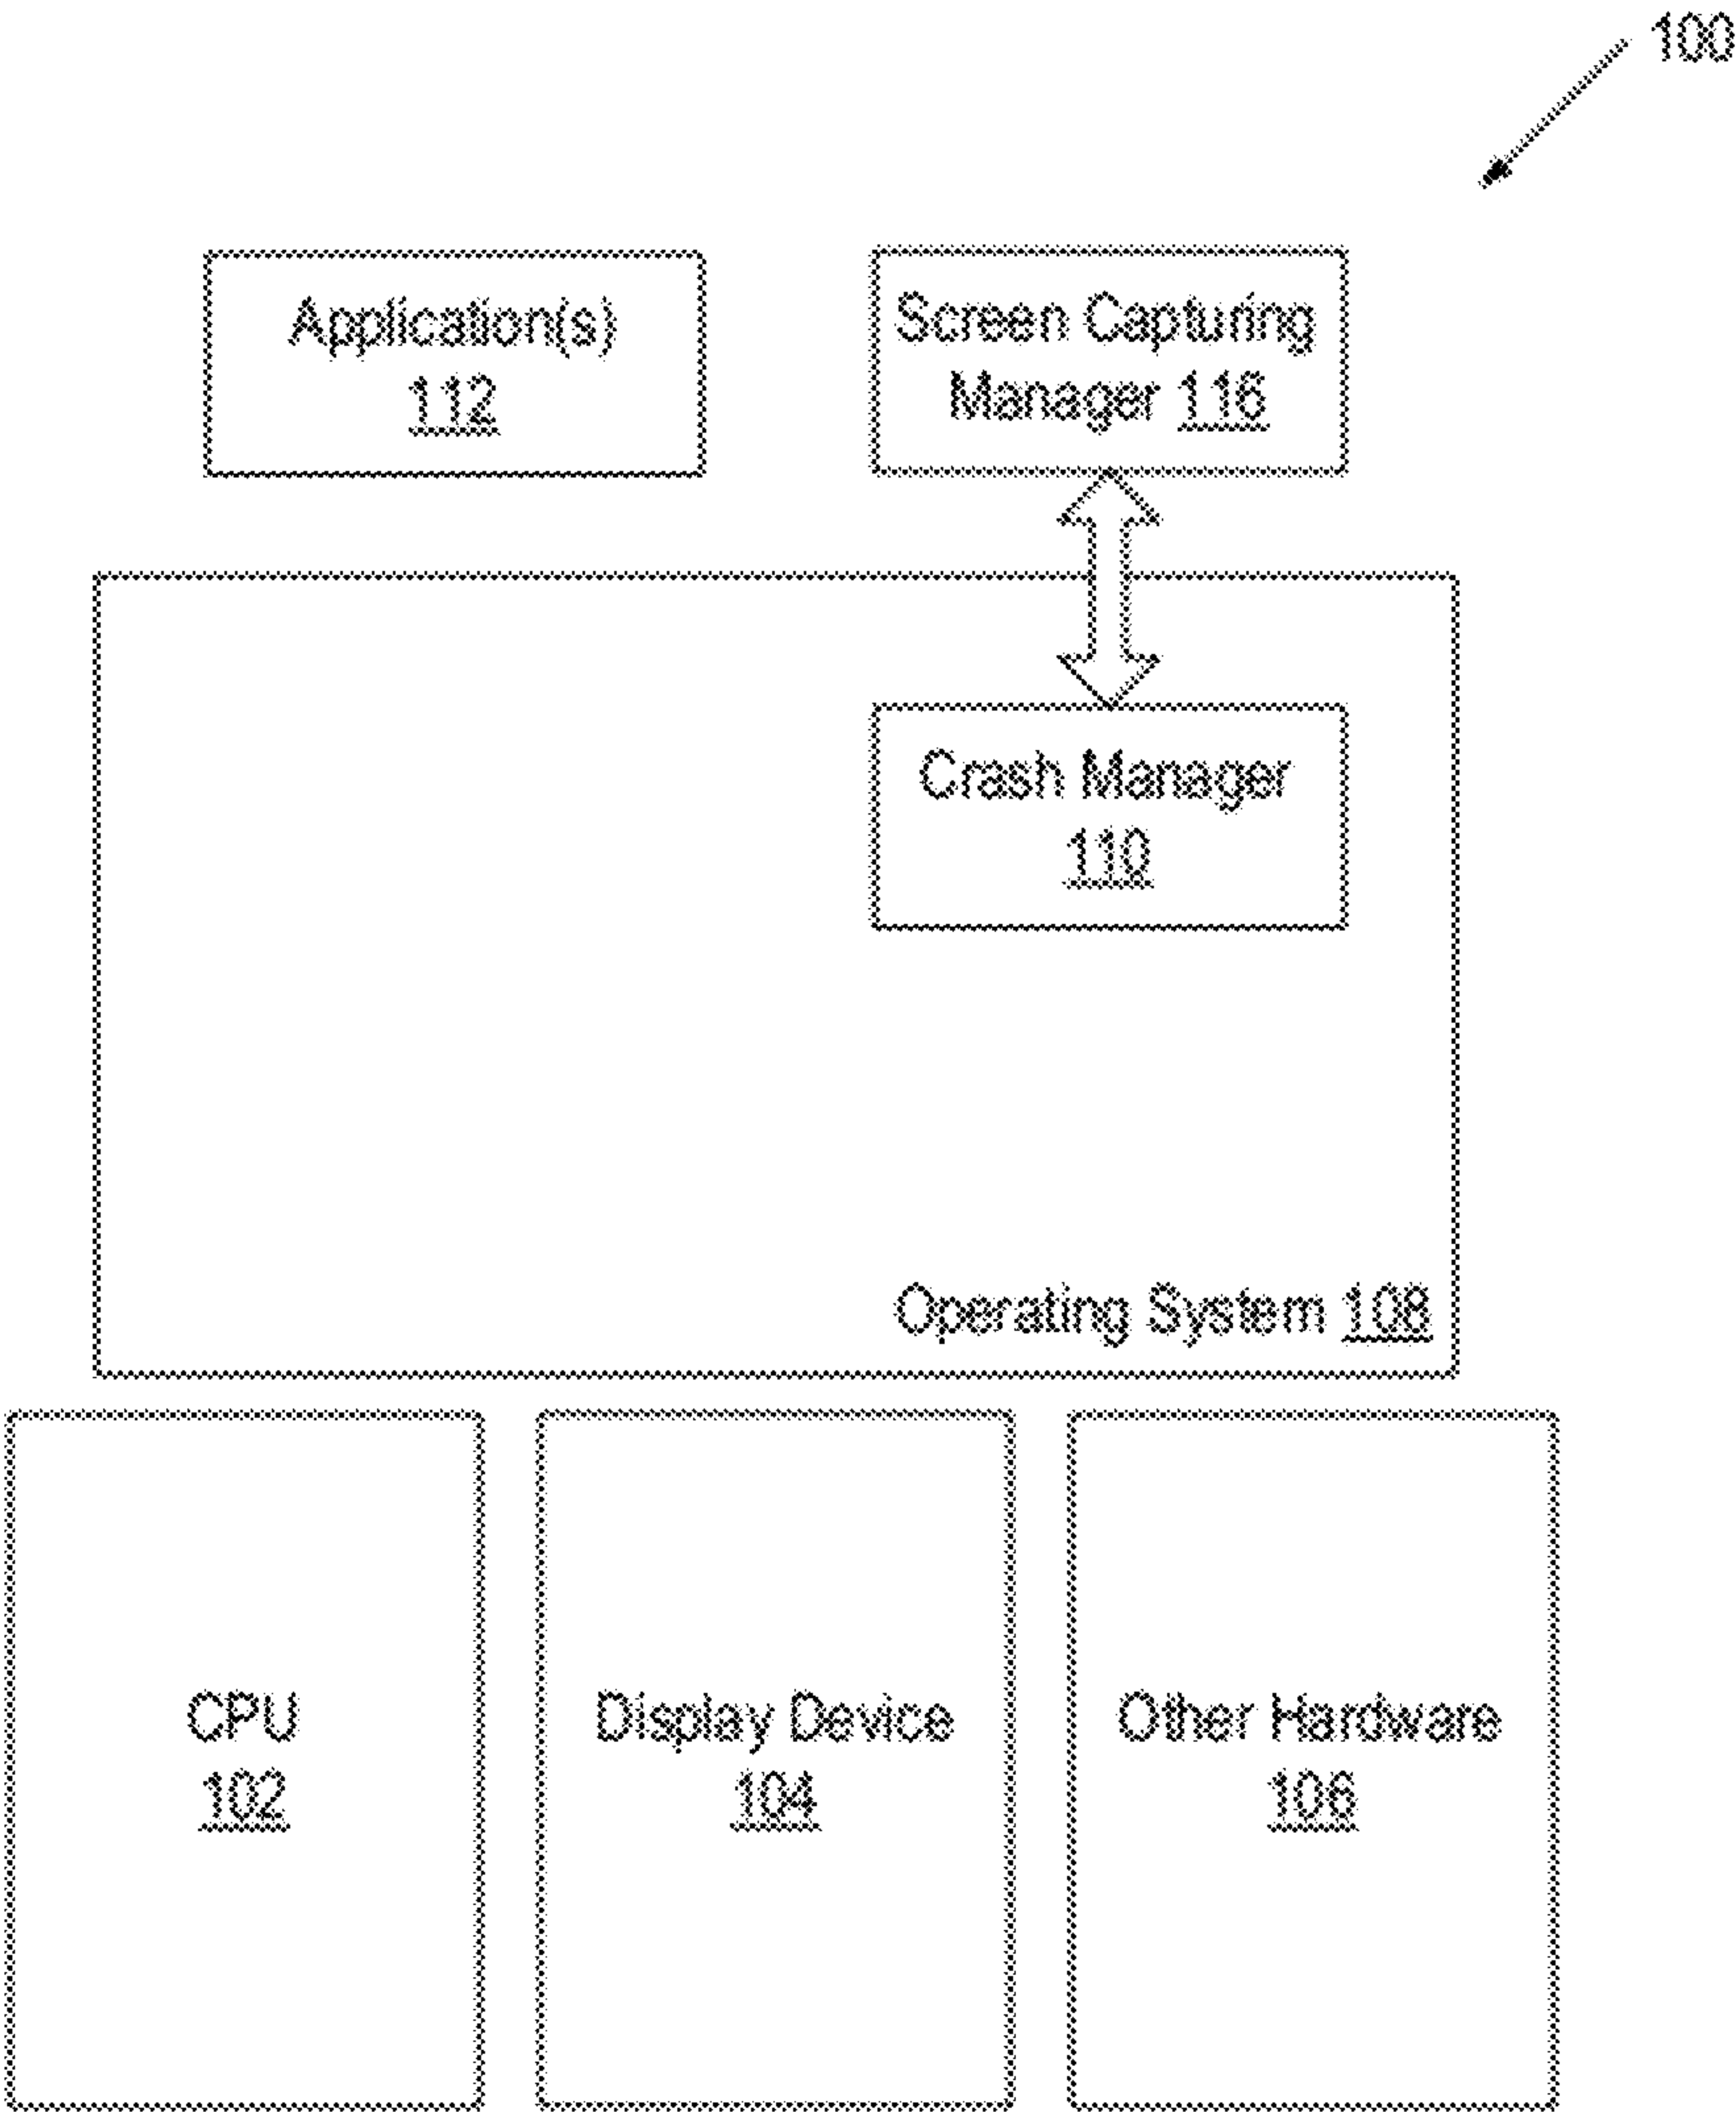 100
Application(s)
112
Screen Capturing
Manager 116
Crash Manager
110
Operating System 108
CPU
102
Display Device
104
Other Hardware
106